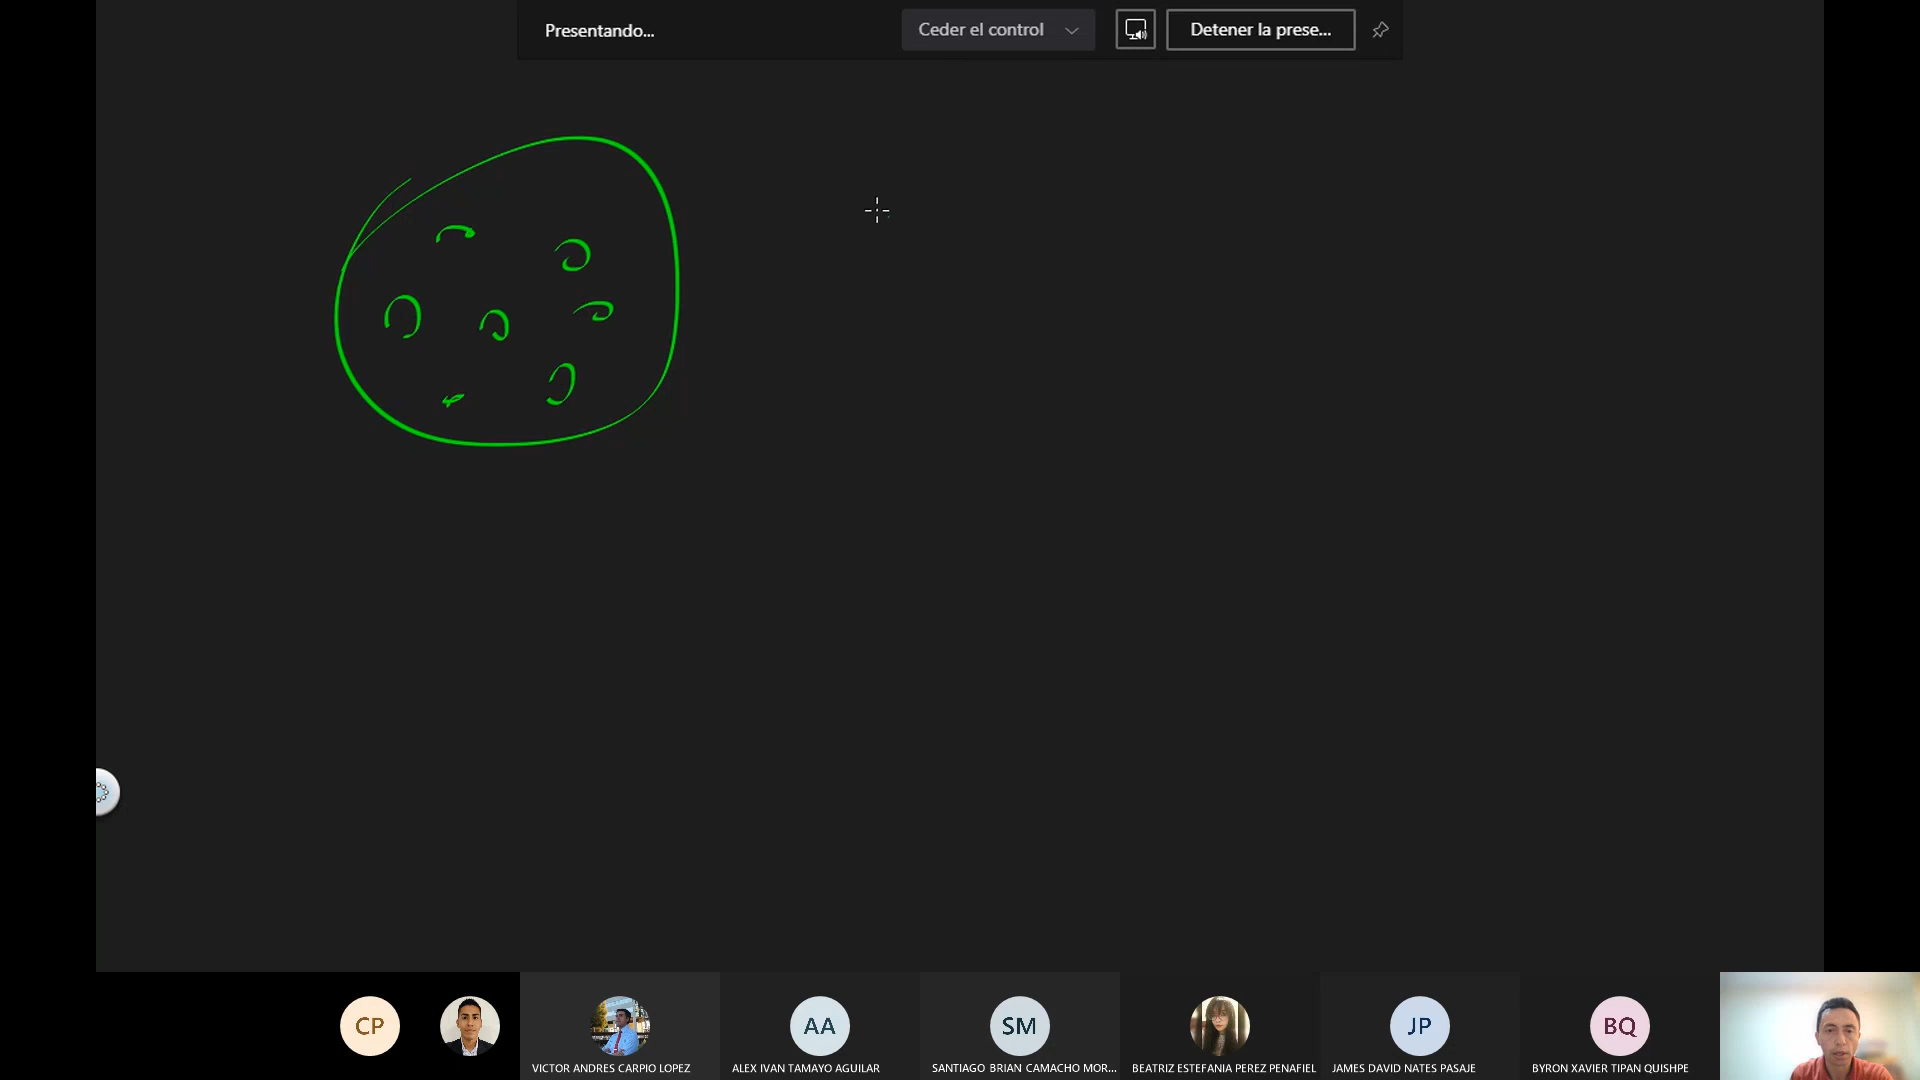 Presentando...
Ceder el control
Detener la prese...
CP
AA
SM
JP
BQ
VICTOR ANDRES CARPIO LOPEZ
ALEX IVAN TAMAYO AGUILAR
SANTIAGO BRIAN CAMACHO MOR...
BEATRIZ ESTEFANIA PEREZ PENAFIEL
JAMES DAVID NATES PASAJE
BYRON XAVIER TIPAN QUISHPE